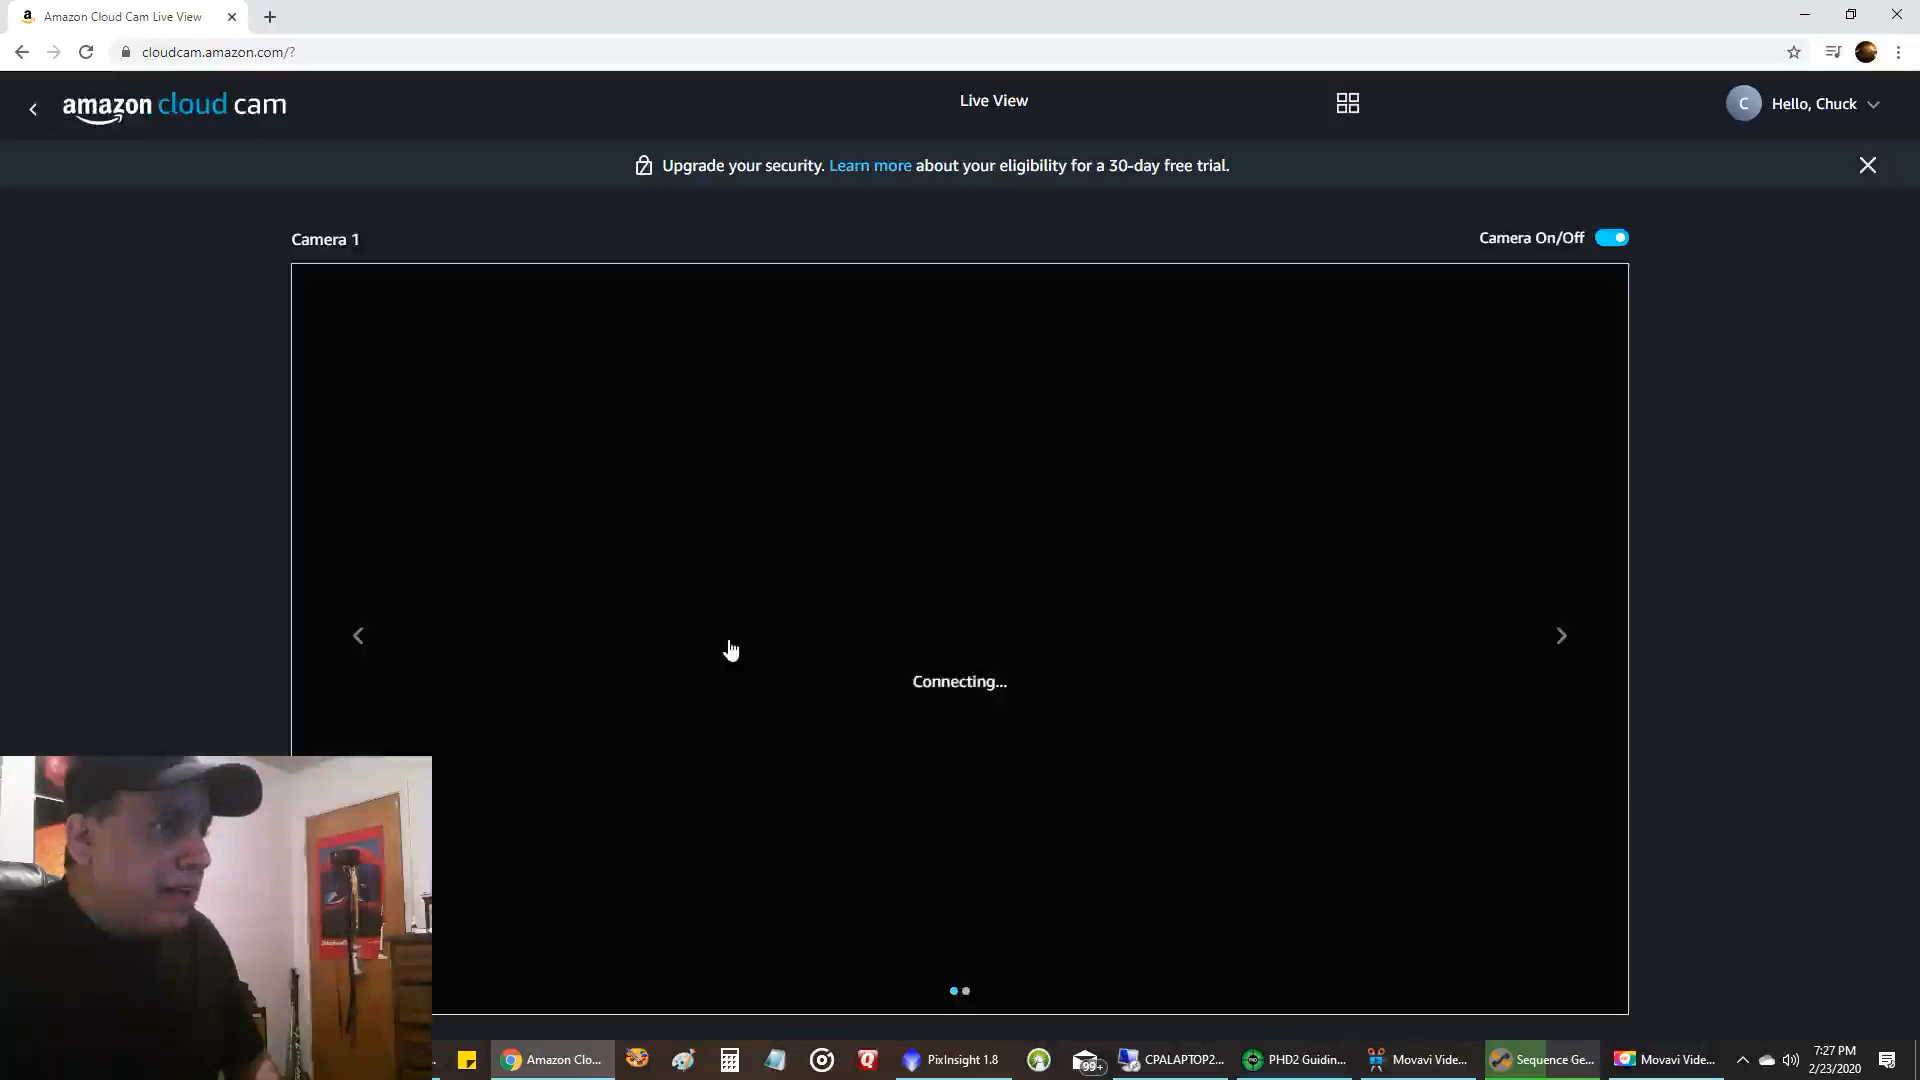 Amazon Cloud Cam Live View
cloudcam.amazon.com/?
amazon cloud cam
Live View
C
Hello, Chuck
Upgrade your security. Learn more about your eligibility for a 30-day free trial.
Camera 1
Camera On/Off
Connecting...
Amazon Clo...
PixInsight 1.8
99+
CPALAPTOP2...
PHD2 Guidin...
Movavi Vide...
Sequence Ge...
Movavi Vide...
7:27 PM
2/23/2020